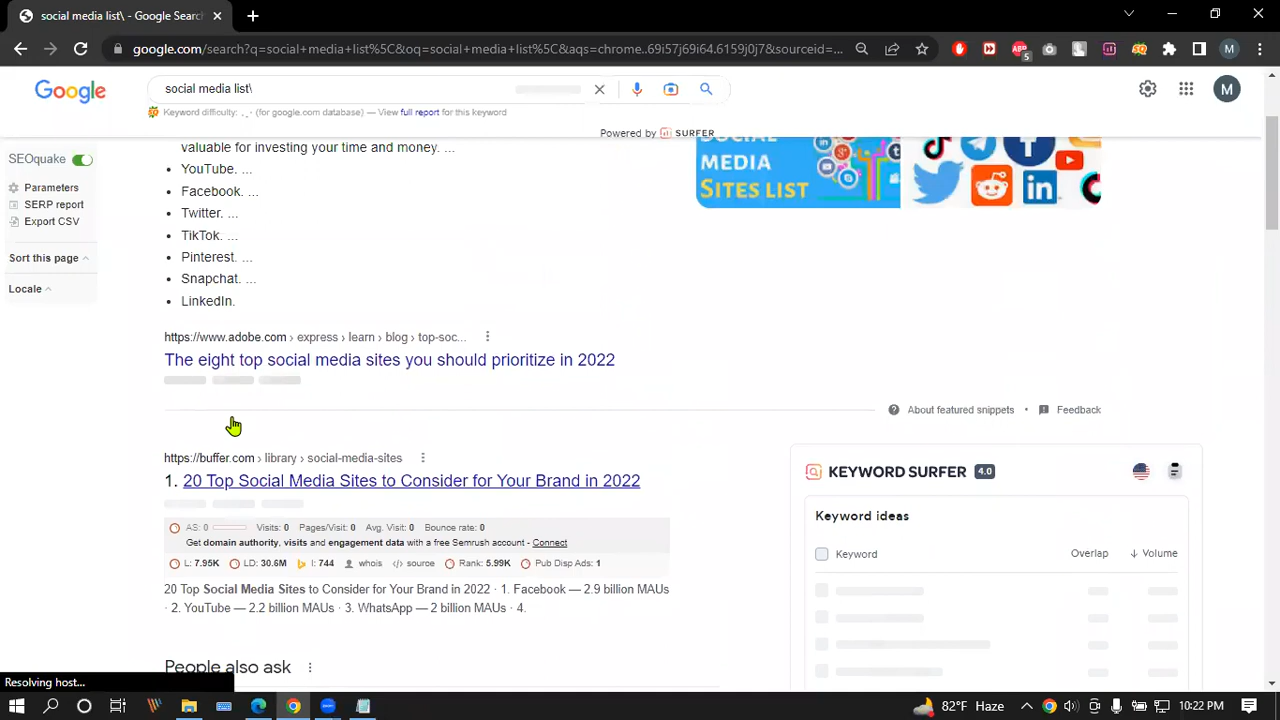 social media list\ - Google Searc
google.com/search?q=social+media+list%5C&oq=social+media+list%5C&aqs=chrome..69i57j69i64.6159j0j7&sourceid=...
5
M
Google
social media list\
M
Keyword difficulty: .,. (for google.com database) — View full report for this keyword
Powered by SURFER
SEOquake
Parameters
SERP report
Export CSV
Sort this page
Locale
valuable for investing your time and money. ...
• YouTube. ...
• Facebook. ...
• Twitter. ...
• TikTok. ...
• Pinterest. ...
• Snapchat. ...
• LinkedIn.
SOCIAL
MEDIA
SITES LIST
https://www.adobe.com › express › learn › blog › top-soc...
The eight top social media sites you should prioritize in 2022
About featured snippets • Feedback
https://buffer.com › library › social-media-sites
1. 20 Top Social Media Sites to Consider for Your Brand in 2022
AS: 0 Visits: 0 Pages/Visit: 0 Avg. Visit: 0 Bounce rate: 0
Get domain authority, visits and engagement data with a free Semrush account - Connect
L: 7.95K LD: 30.6M I: 744 whois source Rank: 5.99K Pub Disp Ads: 1
20 Top Social Media Sites to Consider for Your Brand in 2022 · 1. Facebook — 2.9 billion MAUs
· 2. YouTube — 2.2 billion MAUs · 3. WhatsApp — 2 billion MAUs · 4.
People also ask
KEYWORD SURFER 4.0
Keyword ideas
Keyword Overlap Volume
Resolving host...
82°F Haze
10:22 PM